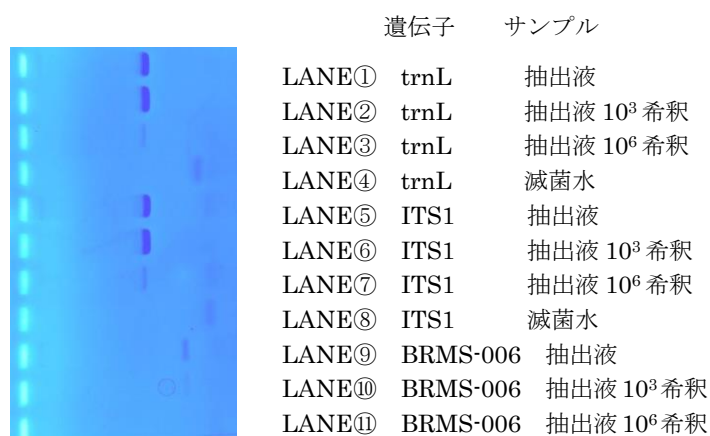 遺伝子 サンプル
LANE① trnL 抽出液
LANE② trnL 抽出液 10³ 希釈
LANE③ trnL 抽出液 10⁶ 希釈
LANE④ trnL 滅菌水
LANE⑤ ITS1 抽出液
LANE⑥ ITS1 抽出液 10³ 希釈
LANE⑦ ITS1 抽出液 10⁶ 希釈
LANE⑧ ITS1 滅菌水
LANE⑨ BRMS-006 抽出液
LANE⑩ BRMS-006 抽出液 10³ 希釈
LANE⑪ BRMS-006 抽出液 10⁶ 希釈